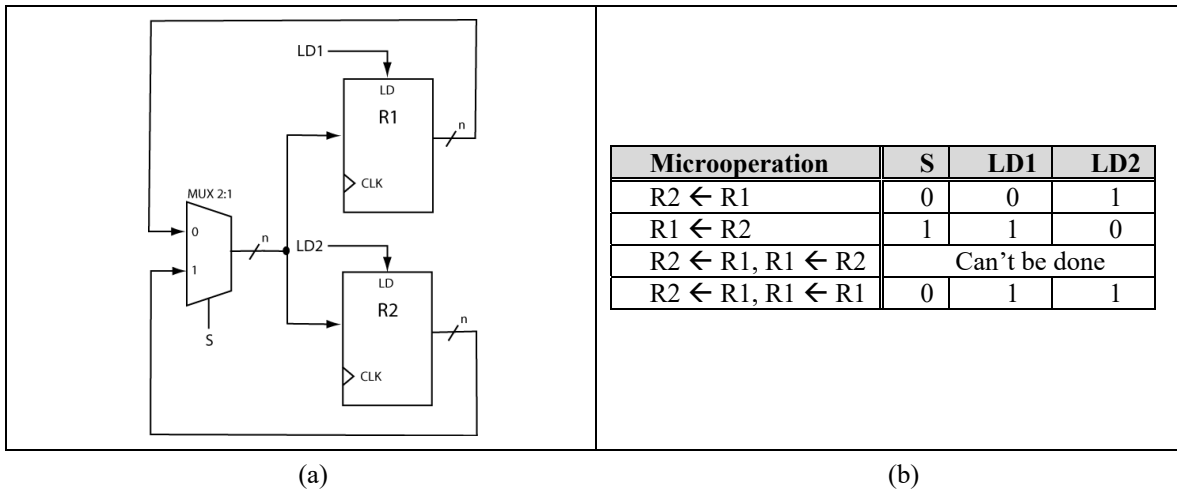 LD1
LD
R1
n
CLK
MUX 2:1
0
n
LD2
1
LD
R2
n
S
CLK
Microoperation S LD1 LD2
R2 ← R1 0 0 1
R1 ← R2 1 1 0
R2 ← R1, R1 ← R2 Can’t be done
R2 ← R1, R1 ← R1 0 1 1
(a) (b)